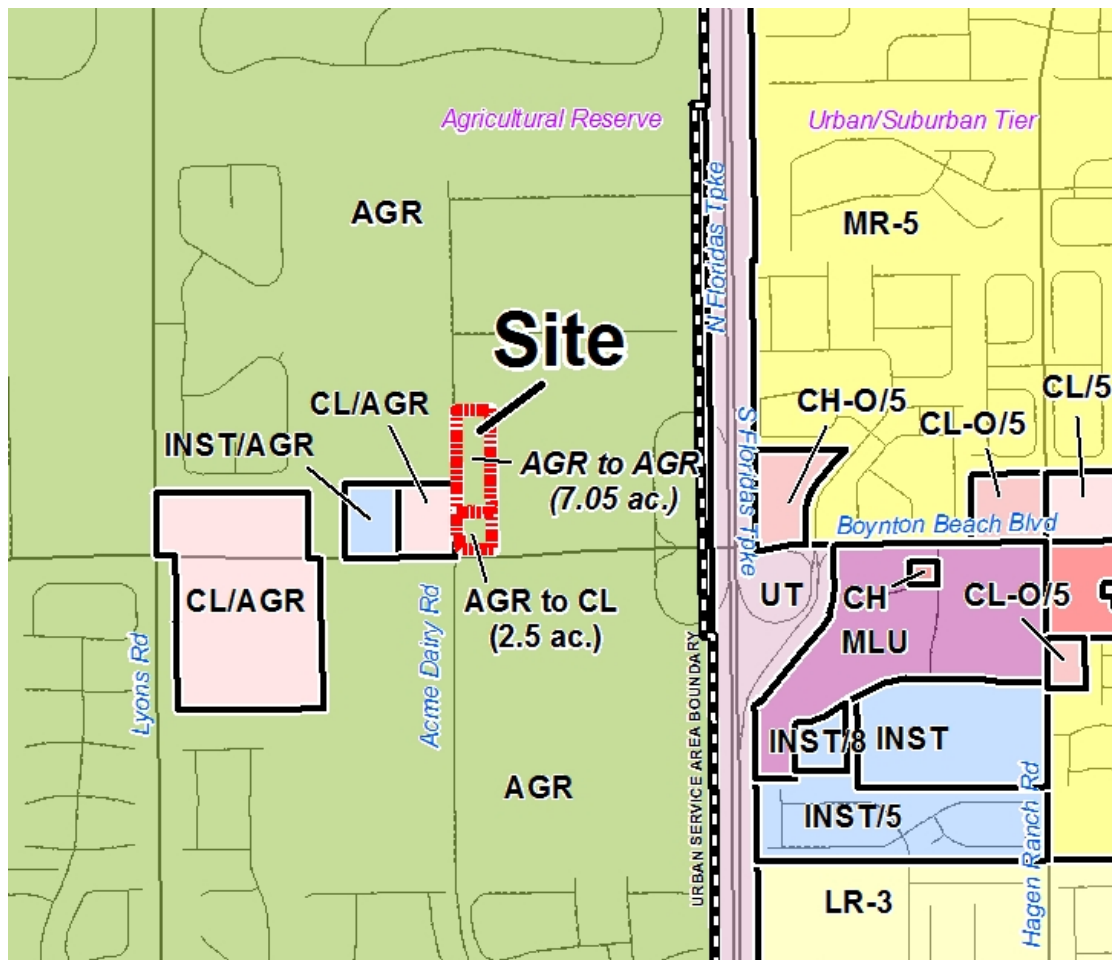 Agricultural Reserve
Urban/Suburban Tier
AGR
MR-5
N Floridas Tpke
Site
CL/AGR
CH-O/5
CL/5
CL-O/5
INST/AGR
AGR to AGR
(7.05 ac.)
S Floridas Tpke
Boynton Beach Blvd
CL/AGR
AGR to CL
(2.5 ac.)
UT
CH
CL-O/5
MLU
Lyons Rd
Acme Dairy Rd
URBAN SERVICE AREA BOUNDARY
INST/8
INST
AGR
INST/5
Hagen Ranch Rd
LR-3